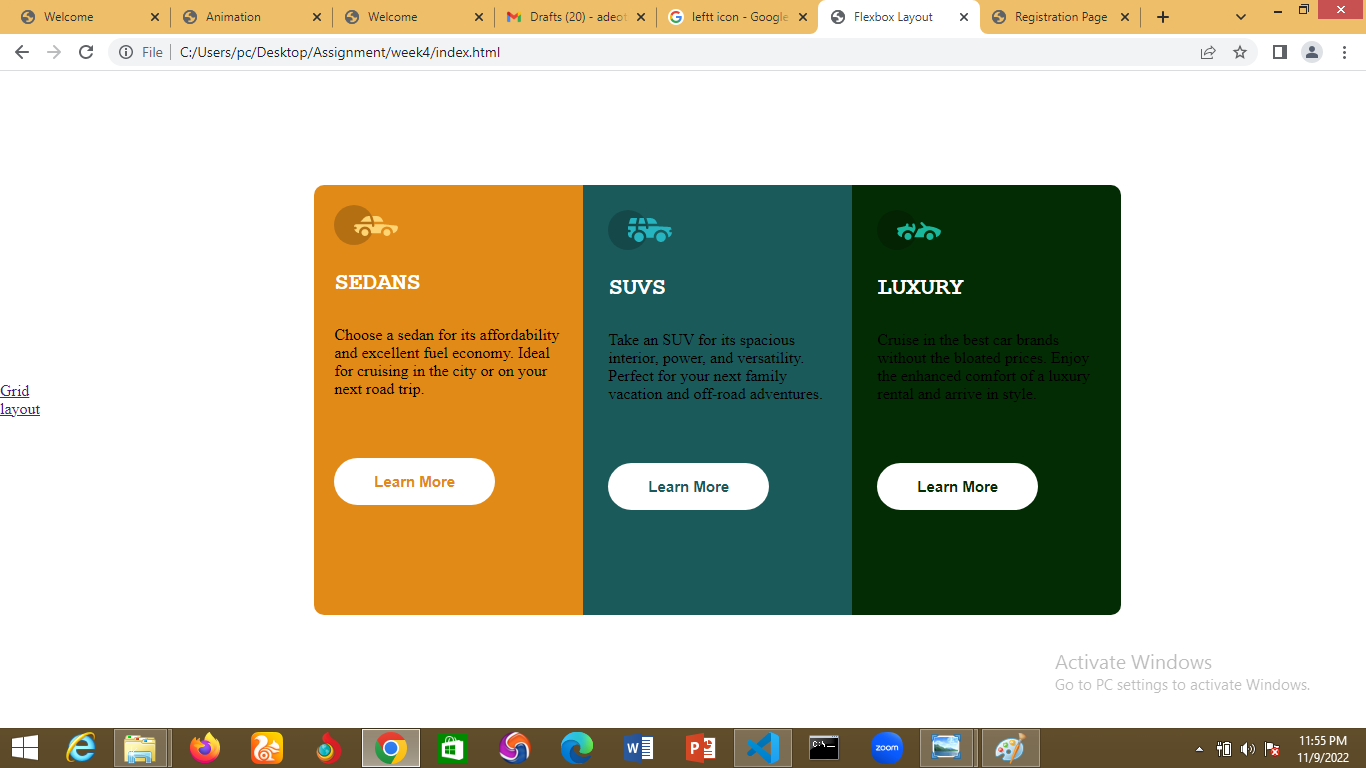 Welcome
Animation
Welcome
Drafts (20) - adeot
leftt icon - Google
Flexbox Layout
Registration Page
File
C:/Users/pc/Desktop/Assignment/week4/index.html
SEDANS
Choose a sedan for its affordability
and excellent fuel economy. Ideal
for cruising in the city or on your
next road trip.
Learn More
SUVS
Take an SUV for its spacious
interior, power, and versatility.
Perfect for your next family
vacation and off-road adventures.
Learn More
LUXURY
Cruise in the best car brands
without the bloated prices. Enjoy
the enhanced comfort of a luxury
rental and arrive in style.
Learn More
Grid
layout
Activate Windows
Go to PC settings to activate Windows.
zoom
11:55 PM
11/9/2022